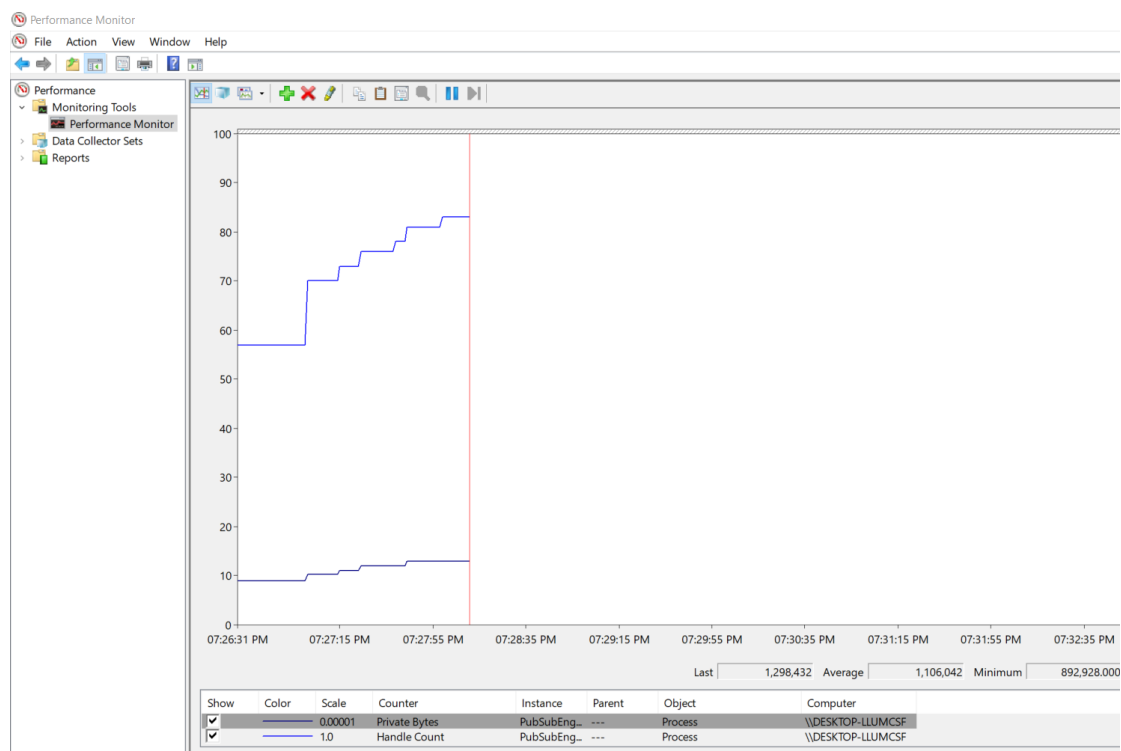 Performance Monitor
File Action View Window Help
Performance
Monitoring Tools
Performance Monitor
Data Collector Sets
Reports
100
90
80
70
60
50
40
30
20
10
0
07:26:31 PM 07:27:15 PM 07:27:55 PM 07:28:35 PM 07:29:15 PM 07:29:55 PM 07:30:35 PM 07:31:15 PM 07:31:55 PM 07:32:35 PM
Last 1,298,432 Average 1,106,042 Minimum 892,928.000
Show Color Scale Counter Instance Parent Object Computer
0.00001 Private Bytes PubSubEng... --- Process \\DESKTOP-LLUMCSF
1.0 Handle Count PubSubEng... --- Process \\DESKTOP-LLUMCSF